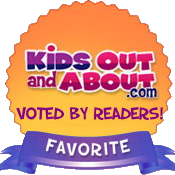 KIDS OUT
and ABOUT
.com
VOTED BY READERS!
FAVORITE